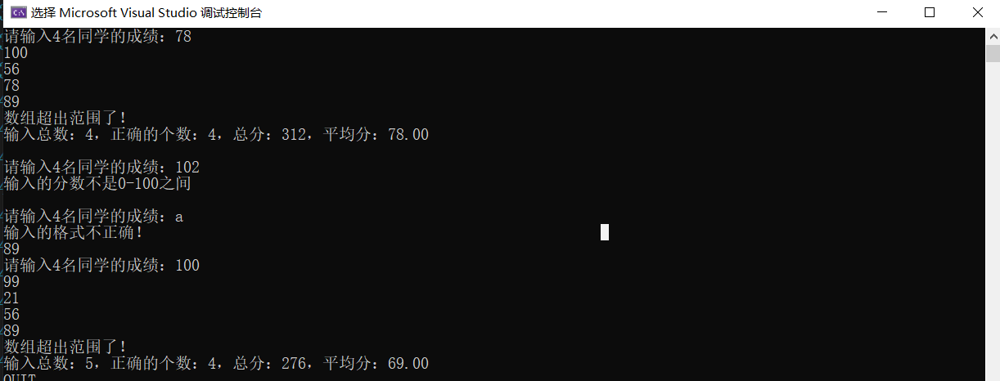 选择 Microsoft Visual Studio 调试控制台
请输入4名同学的成绩：78
100
56
78
89
数组超出范围了！
输入总数：4，正确的个数：4，总分：312，平均分：78.00
请输入4名同学的成绩：102
输入的分数不是0-100之间
请输入4名同学的成绩：a
输入的格式不正确！
89
请输入4名同学的成绩：100
99
21
56
89
数组超出范围了！
输入总数：5，正确的个数：4，总分：276，平均分：69.00
QUIT